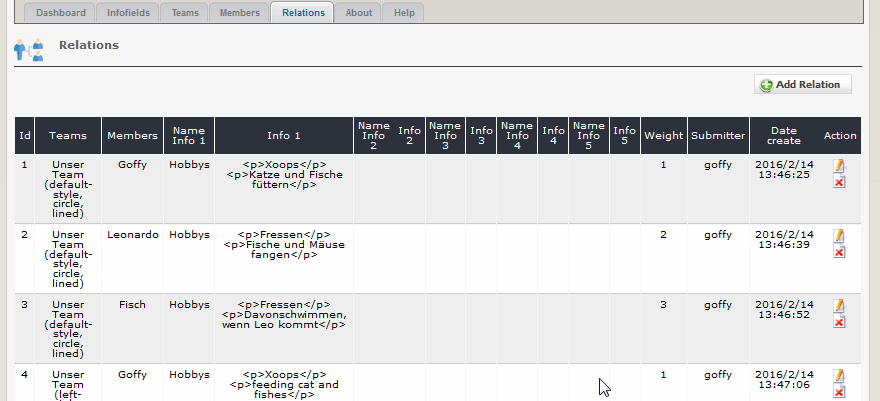 Dashboard Infofields Teams Members Relations About Help
Relations
Add Relation
Id Teams Members Name Info 1 Info 1 Name Info 2 Info 2 Name Info 3 Info 3 Name Info 4 Info 4 Name Info 5 Info 5 Weight Submitter Date create Action
1 Unser Goffy Hobbys <p>Xoops</p> 1 goffy 2016/2/14
Team <p>Katze und Fische 13:46:25
(default- füttern</p>
style,
circle,
lined)
2 Unser Leonardo Hobbys <p>Fressen</p> 2 goffy 2016/2/14
Team <p>Fische und Mäuse 13:46:39
(default- fangen</p>
style,
circle,
lined)
3 Unser Fisch Hobbys <p>Fressen</p> 3 goffy 2016/2/14
Team <p>Davonschwimmen, 13:46:52
(default- wenn Leo kommt</p>
style,
circle,
lined)
4 Unser Goffy Hobbys <p>Xoops</p> 1 goffy 2016/2/14
Team <p>feeding cat and 13:47:06
(left- fishes</p>